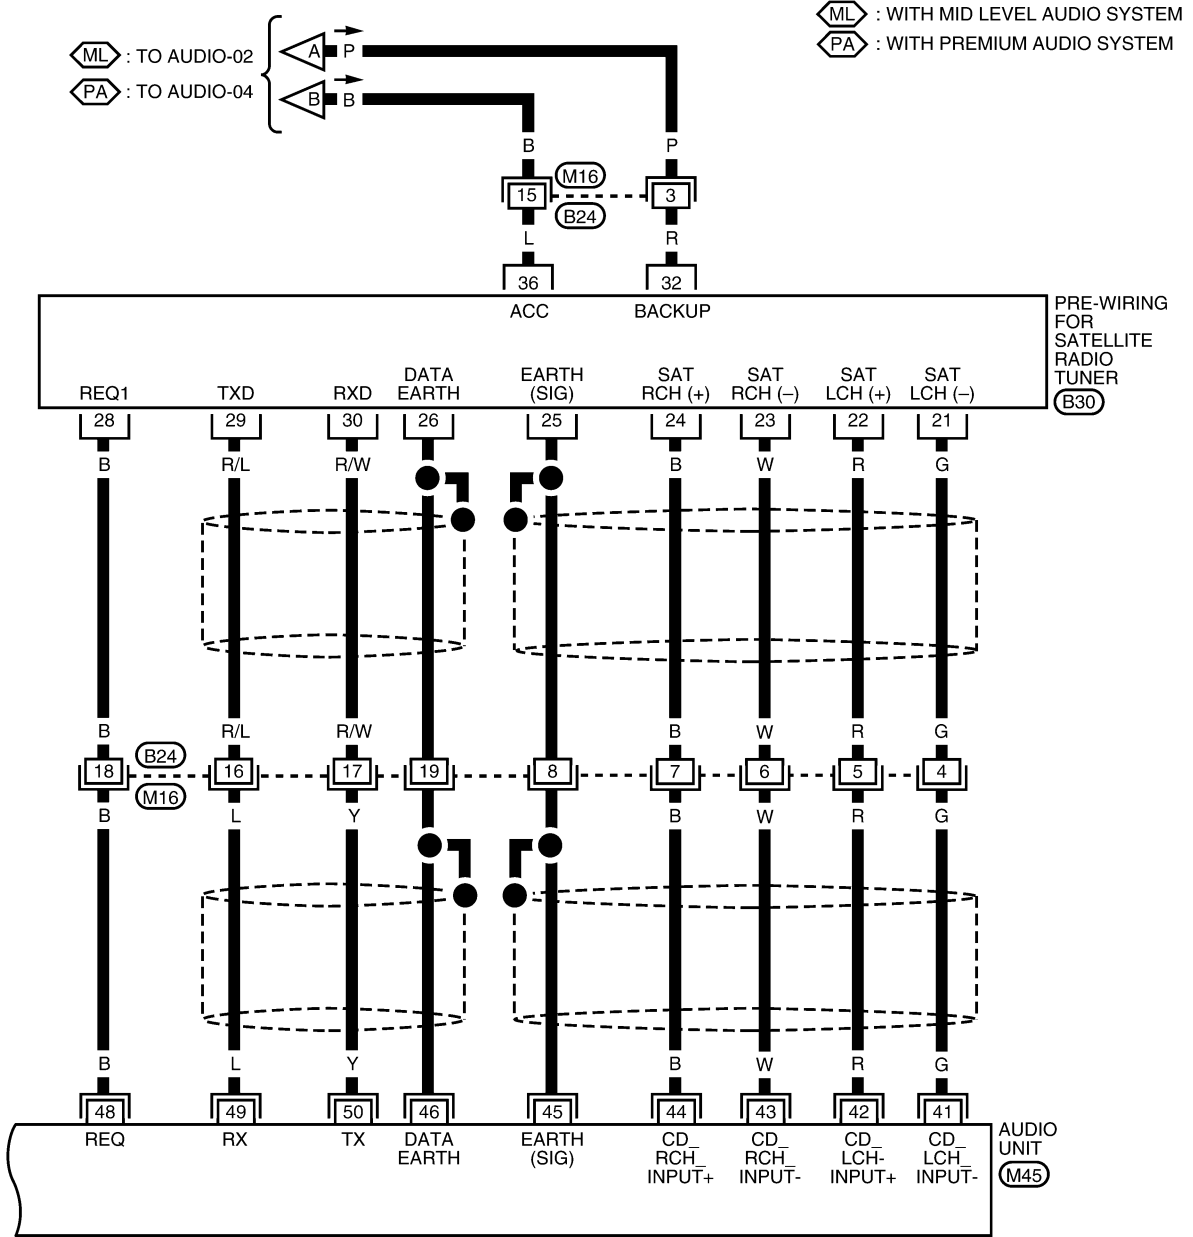 ML : WITH MID LEVEL AUDIO SYSTEM
PA : WITH PREMIUM AUDIO SYSTEM
ML : TO AUDIO-02
PA : TO AUDIO-04
A P
B B
B P
15 M16 3
B24
L R
36 32
ACC BACKUP
PRE-WIRING
FOR
SATELLITE
RADIO
TUNER
B30
REQ1 TXD RXD DATA EARTH EARTH (SIG) SAT RCH (+) SAT RCH (–) SAT LCH (+) SAT LCH (–)
28 29 30 26 25 24 23 22 21
B R/L R/W B W R G
B R/L R/W B W R G
B24
18 16 17 19 8 7 6 5 4
M16
B L Y B W R G
B L Y B W R G
48 49 50 46 45 44 43 42 41
REQ RX TX DATA EARTH EARTH (SIG) CD_ RCH_ INPUT+ CD_ RCH_ INPUT- CD_ LCH- INPUT+ CD_ LCH_ INPUT-
AUDIO
UNIT
M45